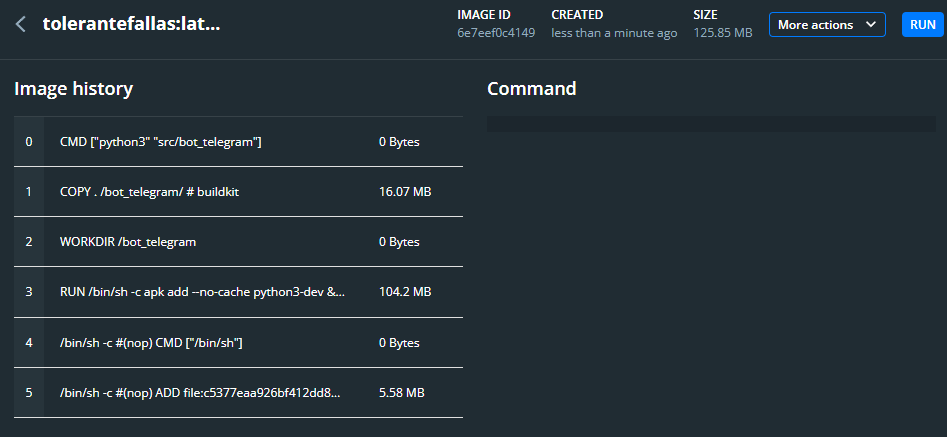 tolerantefallas:lat...
IMAGE ID
6e7eef0c4149
CREATED
less than a minute ago
SIZE
125.85 MB
More actions
RUN
Image history
0 CMD ["python3" "src/bot_telegram"] 0 Bytes
1 COPY . /bot_telegram/ # buildkit 16.07 MB
2 WORKDIR /bot_telegram 0 Bytes
3 RUN /bin/sh -c apk add --no-cache python3-dev &... 104.2 MB
4 /bin/sh -c #(nop) CMD ["/bin/sh"] 0 Bytes
5 /bin/sh -c #(nop) ADD file:c5377eaa926bf412dd8... 5.58 MB
Command